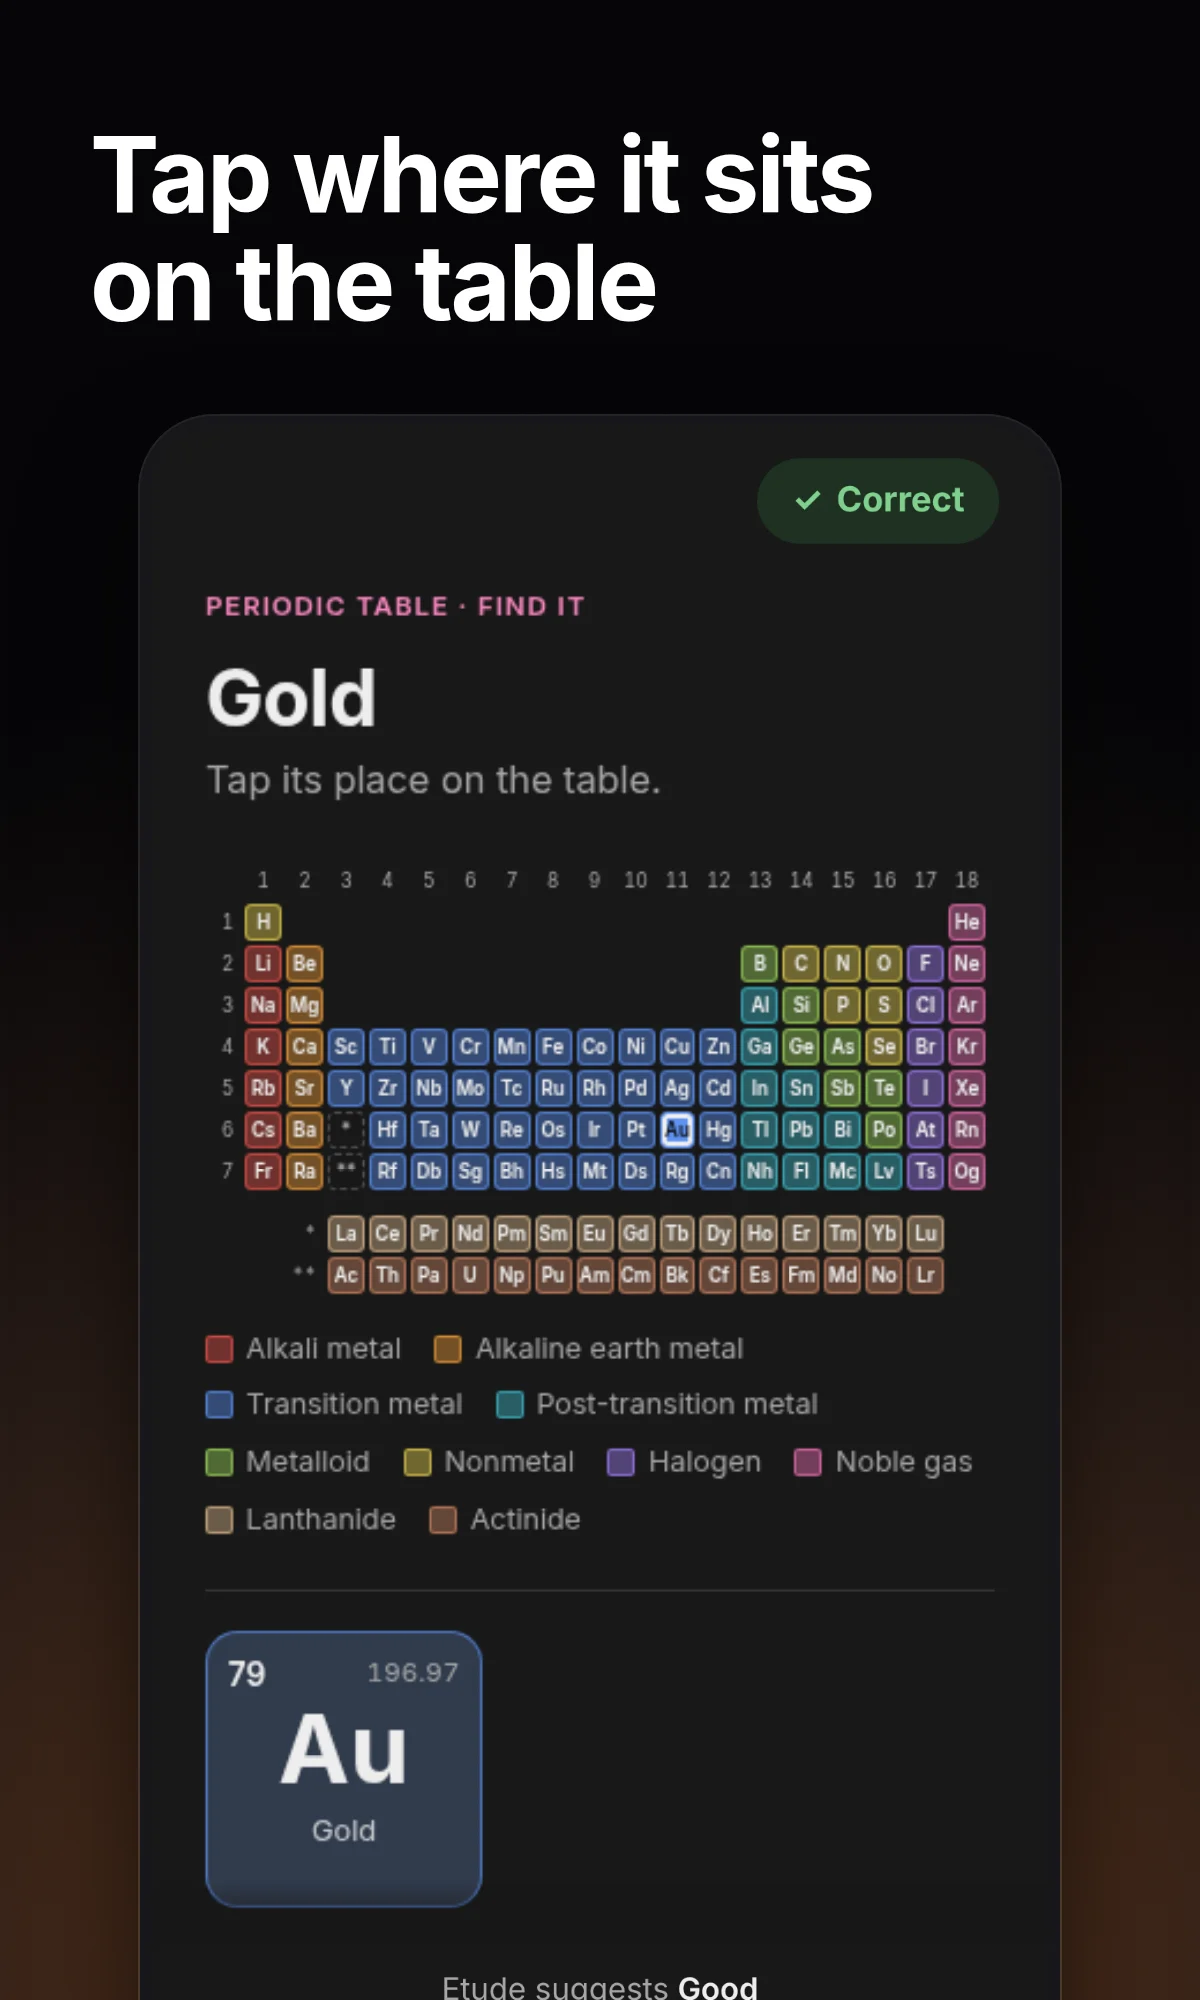 Tap where it sits
on the table
✓ Correct
PERIODIC TABLE · FIND IT
Gold
Tap its place on the table.
1 2 3 4 5 6 7 8 9 10 11 12 13 14 15 16 17 18
1 H He
2 Li Be B C N O F Ne
3 Na Mg Al Si P S Cl Ar
4 K Ca Sc Ti V Cr Mn Fe Co Ni Cu Zn Ga Ge As Se Br Kr
5 Rb Sr Y Zr Nb Mo Tc Ru Rh Pd Ag Cd In Sn Sb Te I Xe
6 Cs Ba * Hf Ta W Re Os Ir Pt Au Hg Tl Pb Bi Po At Rn
7 Fr Ra ** Rf Db Sg Bh Hs Mt Ds Rg Cn Nh Fl Mc Lv Ts Og
* La Ce Pr Nd Pm Sm Eu Gd Tb Dy Ho Er Tm Yb Lu
** Ac Th Pa U Np Pu Am Cm Bk Cf Es Fm Md No Lr
Alkali metal Alkaline earth metal
Transition metal Post-transition metal
Metalloid Nonmetal Halogen Noble gas
Lanthanide Actinide
79 196.97
Au
Gold
Etude suggests Good